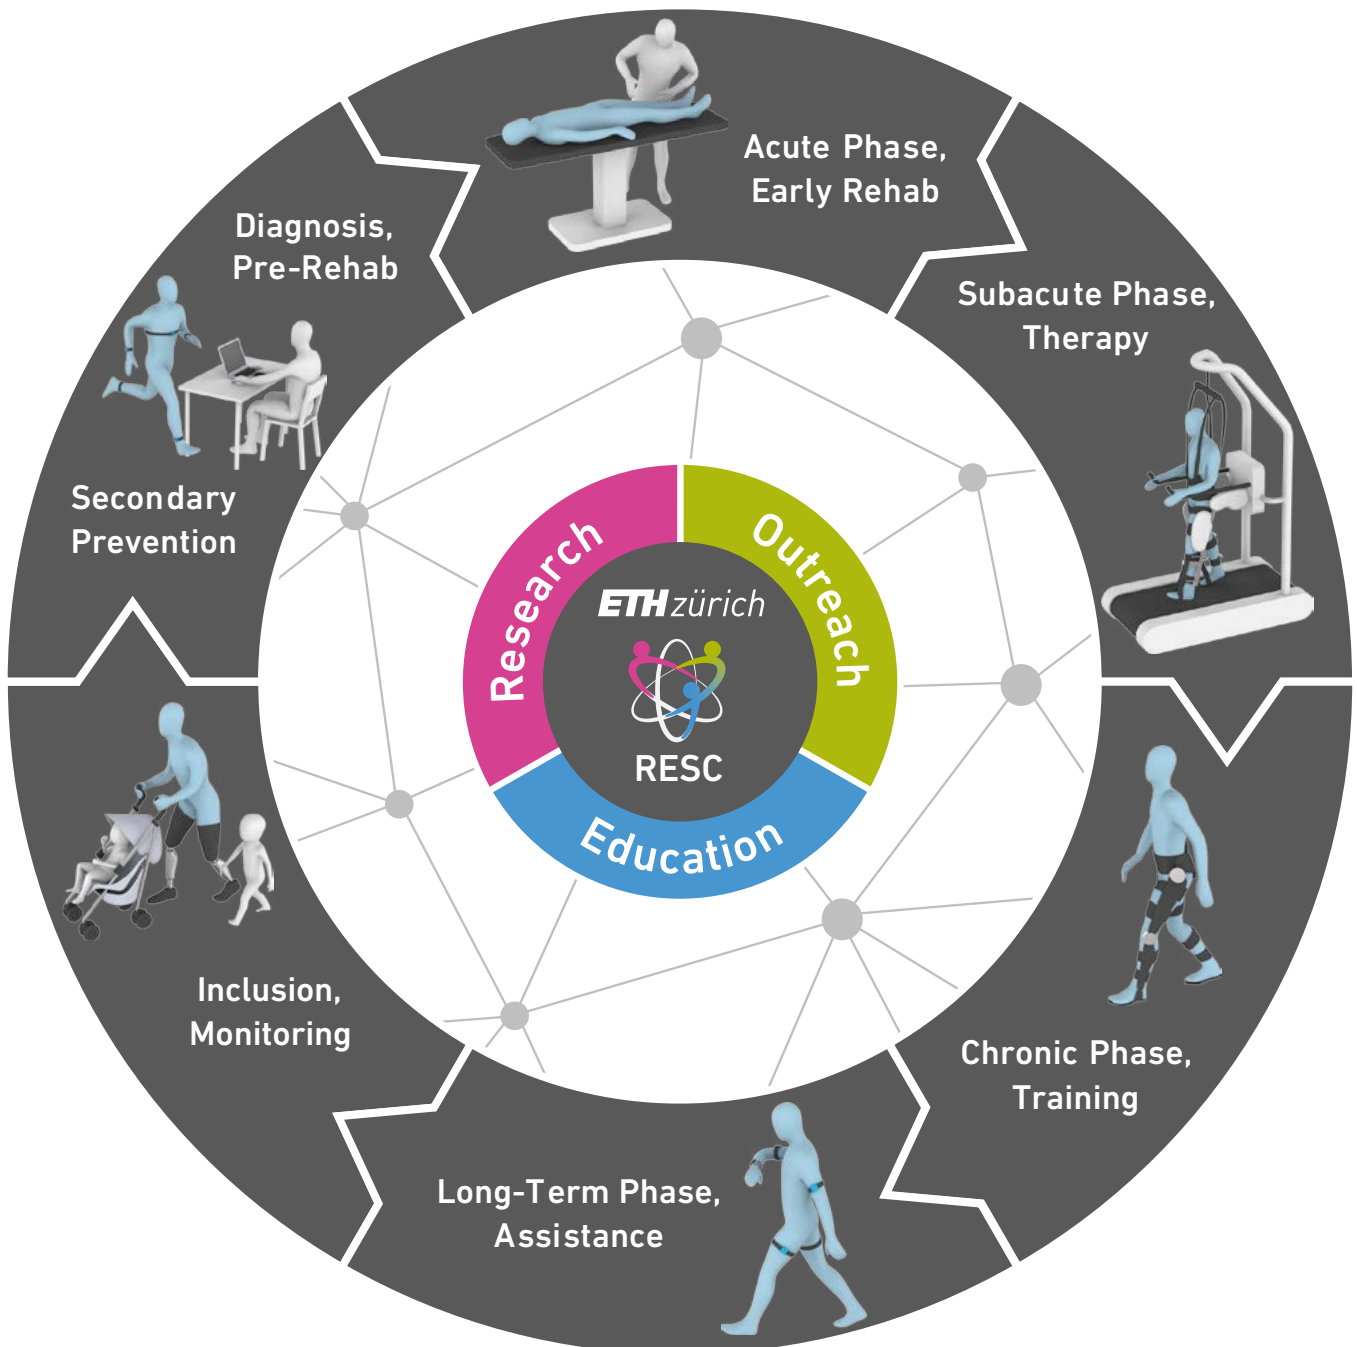 Acute Phase,
Early Rehab
Diagnosis,
Pre-Rehab
Subacute Phase,
Therapy
Secondary
Prevention
Research
Outreach
ETH zürich
RESC
Education
Inclusion,
Monitoring
Chronic Phase,
Training
Long-Term Phase,
Assistance